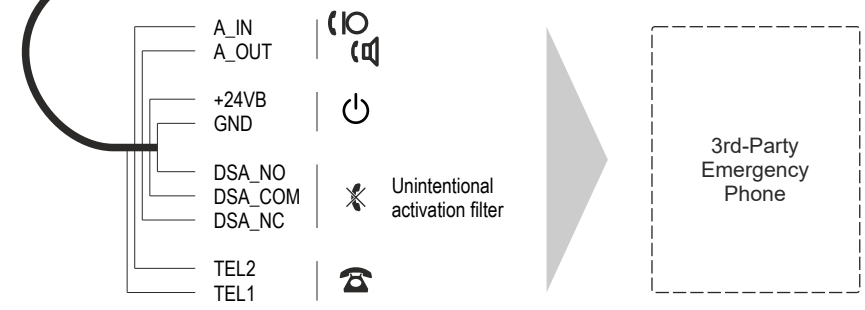 A_IN
A_OUT
+24VB
GND
DSA_NO
DSA_COM
DSA_NC
Unintentional
activation filter
TEL2
TEL1
3rd-Party
Emergency
Phone